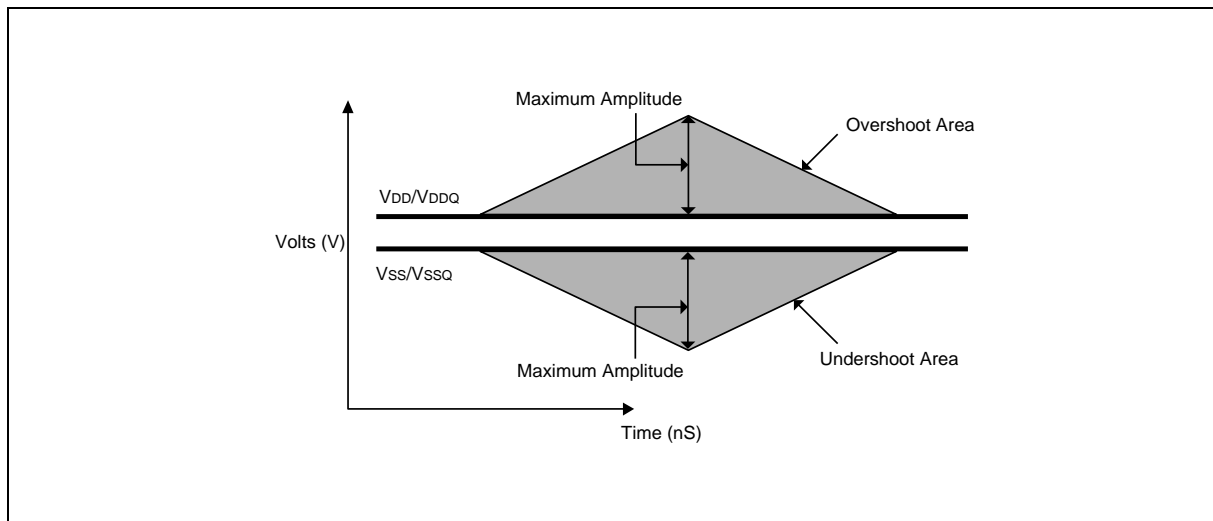 Maximum Amplitude
Overshoot Area
VDD/VDDQ
Volts (V)
VSS/VSSQ
Undershoot Area
Maximum Amplitude
Time (nS)